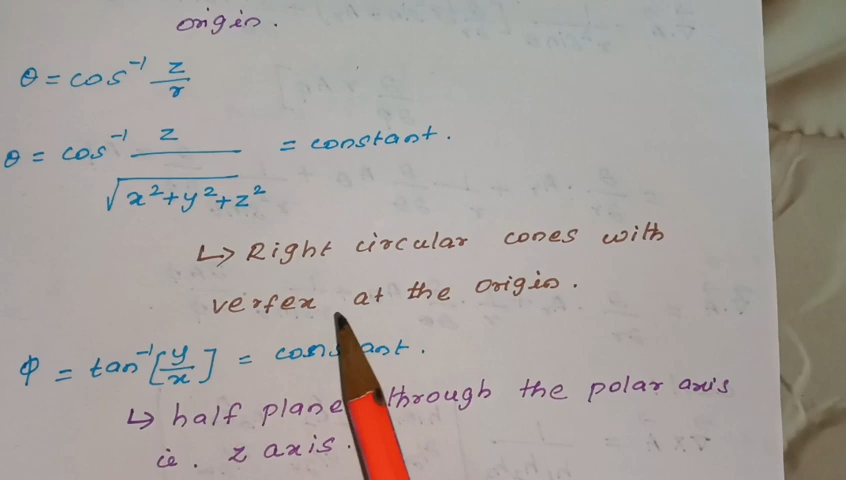 origin.
θ = cos⁻¹ z/r
θ = cos⁻¹ z/√x²+y²+z² = constant.
↳ Right circular cones with
vertex at the origin.
φ = tan⁻¹[y/x] = constant.
↳ half plane through the polar axis
ie. z axis.